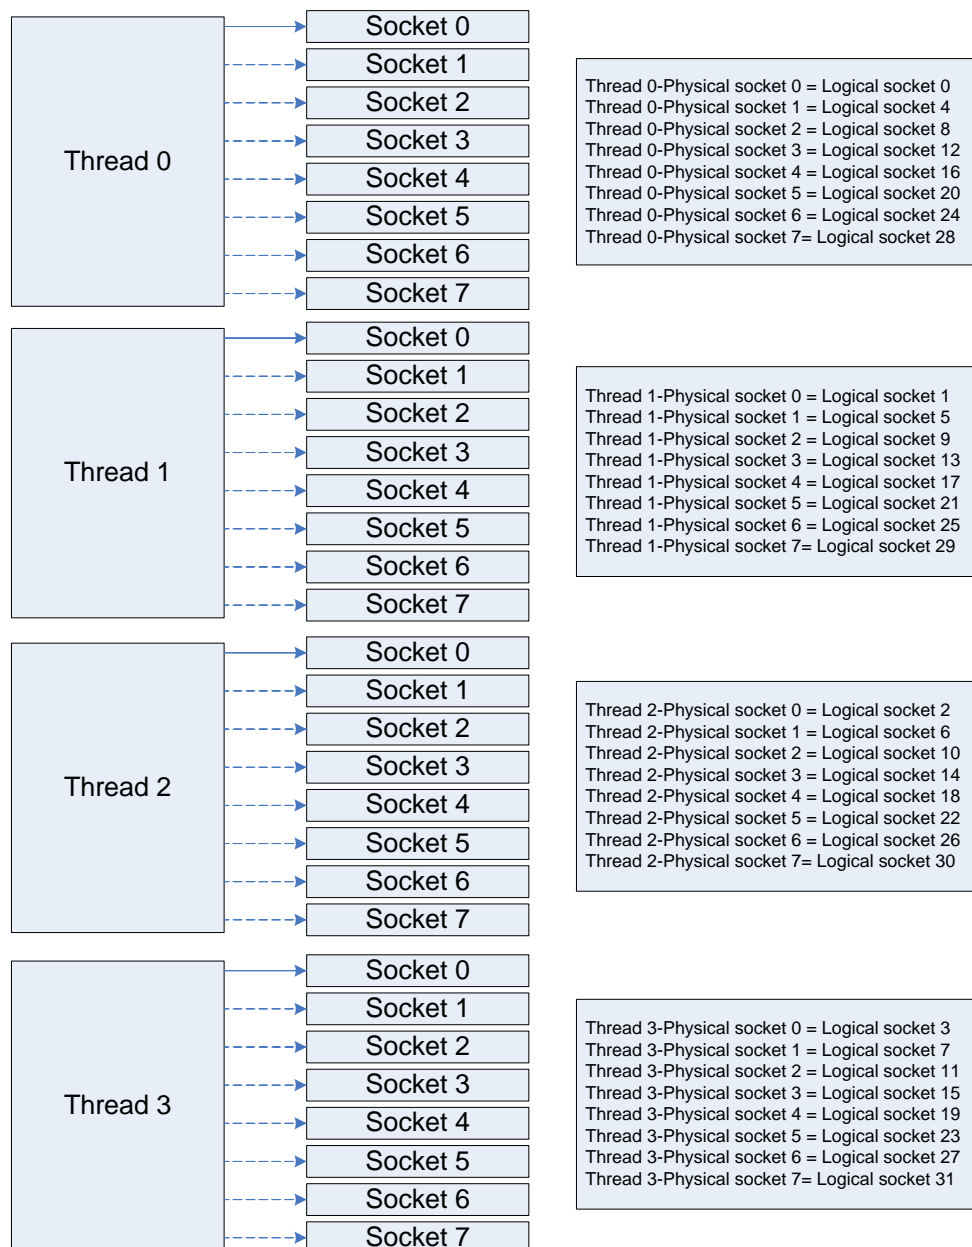 Thread 0
Socket 0
Socket 1
Socket 2
Socket 3
Socket 4
Socket 5
Socket 6
Socket 7
Thread 0-Physical socket 0 = Logical socket 0
Thread 0-Physical socket 1 = Logical socket 4
Thread 0-Physical socket 2 = Logical socket 8
Thread 0-Physical socket 3 = Logical socket 12
Thread 0-Physical socket 4 = Logical socket 16
Thread 0-Physical socket 5 = Logical socket 20
Thread 0-Physical socket 6 = Logical socket 24
Thread 0-Physical socket 7= Logical socket 28
Thread 1
Socket 0
Socket 1
Socket 2
Socket 3
Socket 4
Socket 5
Socket 6
Socket 7
Thread 1-Physical socket 0 = Logical socket 1
Thread 1-Physical socket 1 = Logical socket 5
Thread 1-Physical socket 2 = Logical socket 9
Thread 1-Physical socket 3 = Logical socket 13
Thread 1-Physical socket 4 = Logical socket 17
Thread 1-Physical socket 5 = Logical socket 21
Thread 1-Physical socket 6 = Logical socket 25
Thread 1-Physical socket 7= Logical socket 29
Thread 2
Socket 0
Socket 1
Socket 2
Socket 3
Socket 4
Socket 5
Socket 6
Socket 7
Thread 2-Physical socket 0 = Logical socket 2
Thread 2-Physical socket 1 = Logical socket 6
Thread 2-Physical socket 2 = Logical socket 10
Thread 2-Physical socket 3 = Logical socket 14
Thread 2-Physical socket 4 = Logical socket 18
Thread 2-Physical socket 5 = Logical socket 22
Thread 2-Physical socket 6 = Logical socket 26
Thread 2-Physical socket 7= Logical socket 30
Thread 3
Socket 0
Socket 1
Socket 2
Socket 3
Socket 4
Socket 5
Socket 6
Socket 7
Thread 3-Physical socket 0 = Logical socket 3
Thread 3-Physical socket 1 = Logical socket 7
Thread 3-Physical socket 2 = Logical socket 11
Thread 3-Physical socket 3 = Logical socket 15
Thread 3-Physical socket 4 = Logical socket 19
Thread 3-Physical socket 5 = Logical socket 23
Thread 3-Physical socket 6 = Logical socket 27
Thread 3-Physical socket 7= Logical socket 31